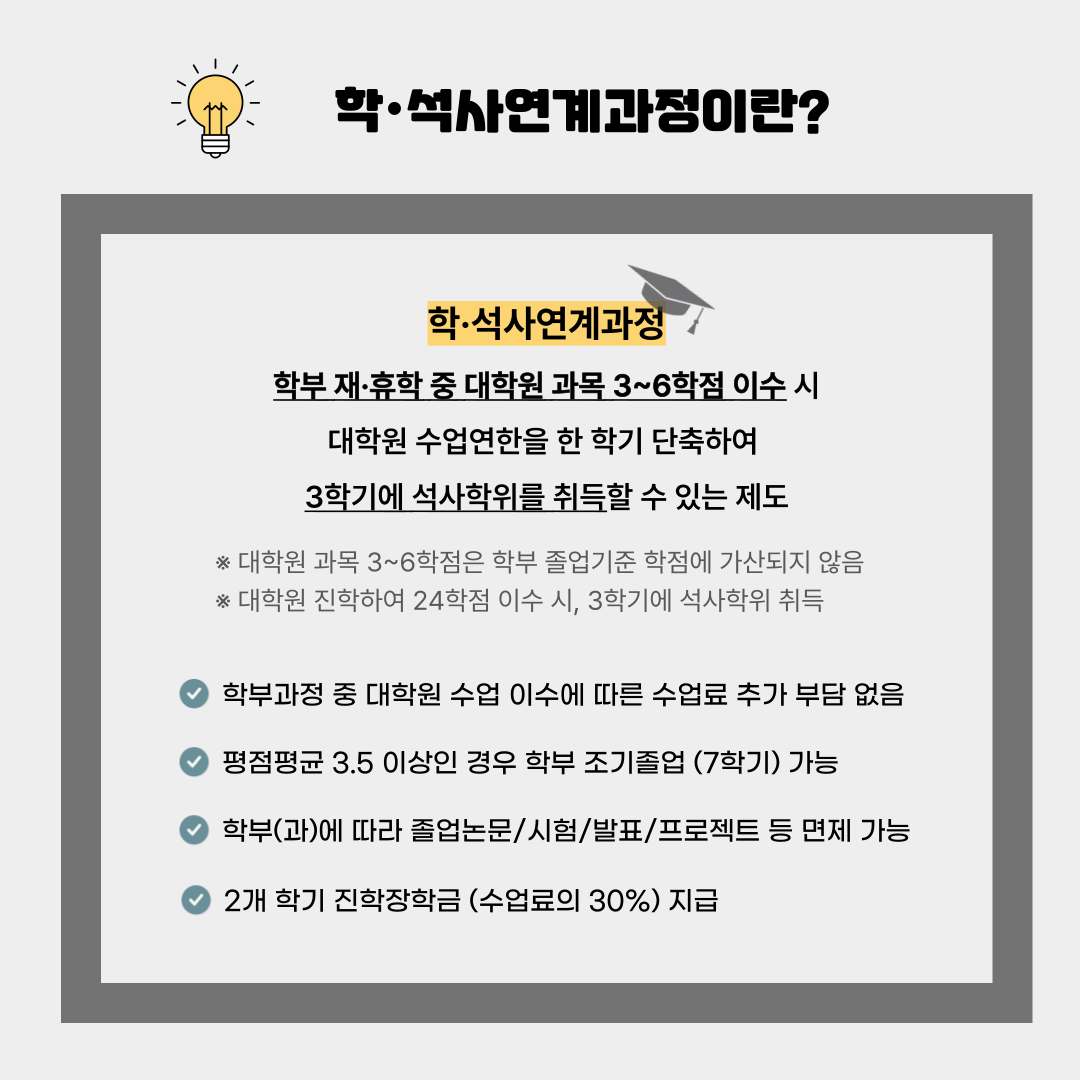 학·석사연계과정이란?
학·석사연계과정
학부 재·휴학 중 대학원 과목 3~6학점 이수 시
대학원 수업연한을 한 학기 단축하여
3학기에 석사학위를 취득할 수 있는 제도
※ 대학원 과목 3~6학점은 학부 졸업기준 학점에 가산되지 않음
※ 대학원 진학하여 24학점 이수 시, 3학기에 석사학위 취득
학부과정 중 대학원 수업 이수에 따른 수업료 추가 부담 없음
평점평균 3.5 이상인 경우 학부 조기졸업 (7학기) 가능
학부(과)에 따라 졸업논문/시험/발표/프로젝트 등 면제 가능
2개 학기 진학장학금 (수업료의 30%) 지급